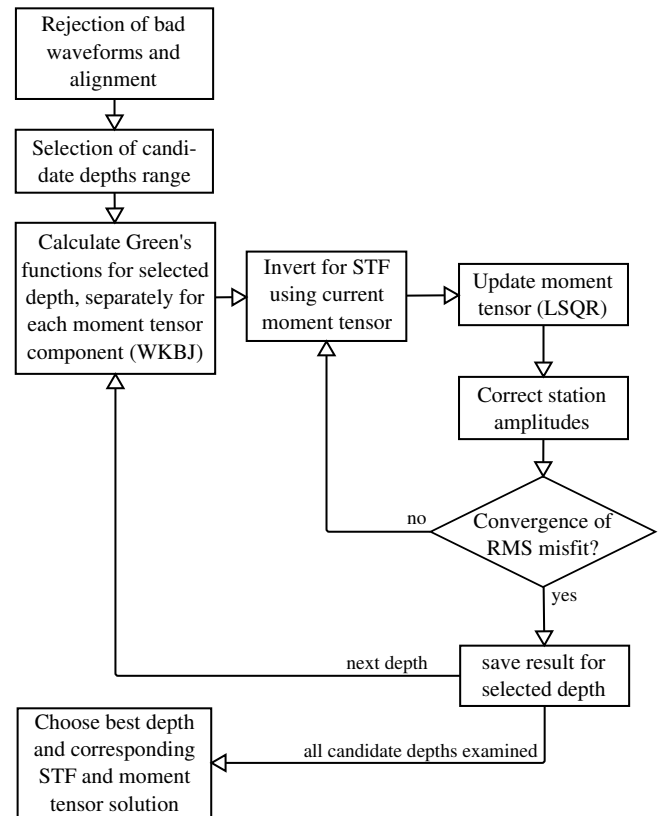 Rejection of bad
waveforms and
alignment
Selection of candi-
date depths range
Calculate Green's
functions for selected
depth, separately for
each moment tensor
component (WKBJ)
Invert for STF
using current
moment tensor
Update moment
tensor (LSQR)
Correct station
amplitudes
Convergence of
RMS misfit?
no
yes
save result for
selected depth
next depth
all candidate depths examined
Choose best depth
and corresponding
STF and moment
tensor solution